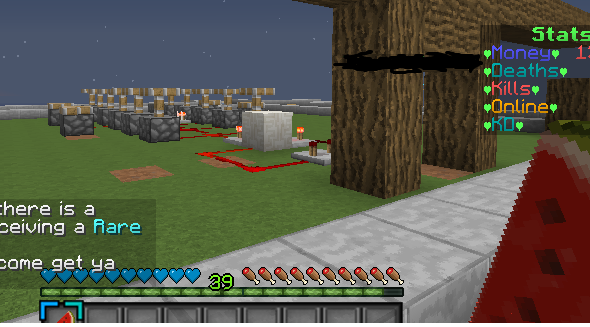 Stats
Money 1
Deaths
Kills
Online
KD
there is a
ceiving a Rare
come get ya
39